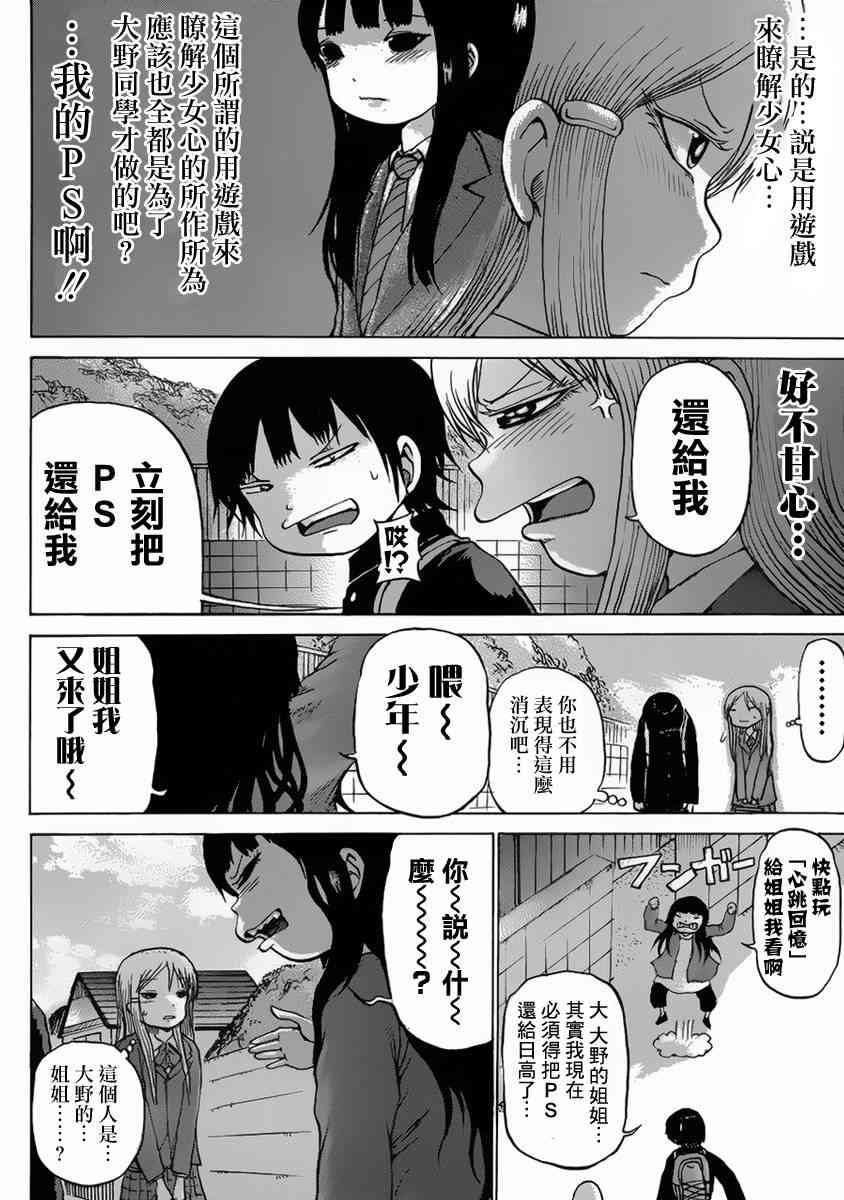 …是的…說是用遊戲
來瞭解少女心…
這個所謂的用遊戲來
瞭解少女心的所作所為
應該也全都是為了
大野同學才做的吧？
…我的PS啊!!
好不甘心…
還給我
哎!?
立刻把
PS
還給我
………
你也不用
表現得這麼
消沉吧…
喂～
少年～
姐姐我
又來了哦～
快點玩
「心跳回憶」
給姐姐我看啊
フンガー
大 大野的姐姐…
其實我現在
必須得把PS
還給日高了…
你～說～什
麼～～～～？
這個人是…
大野的…
姐姐……？